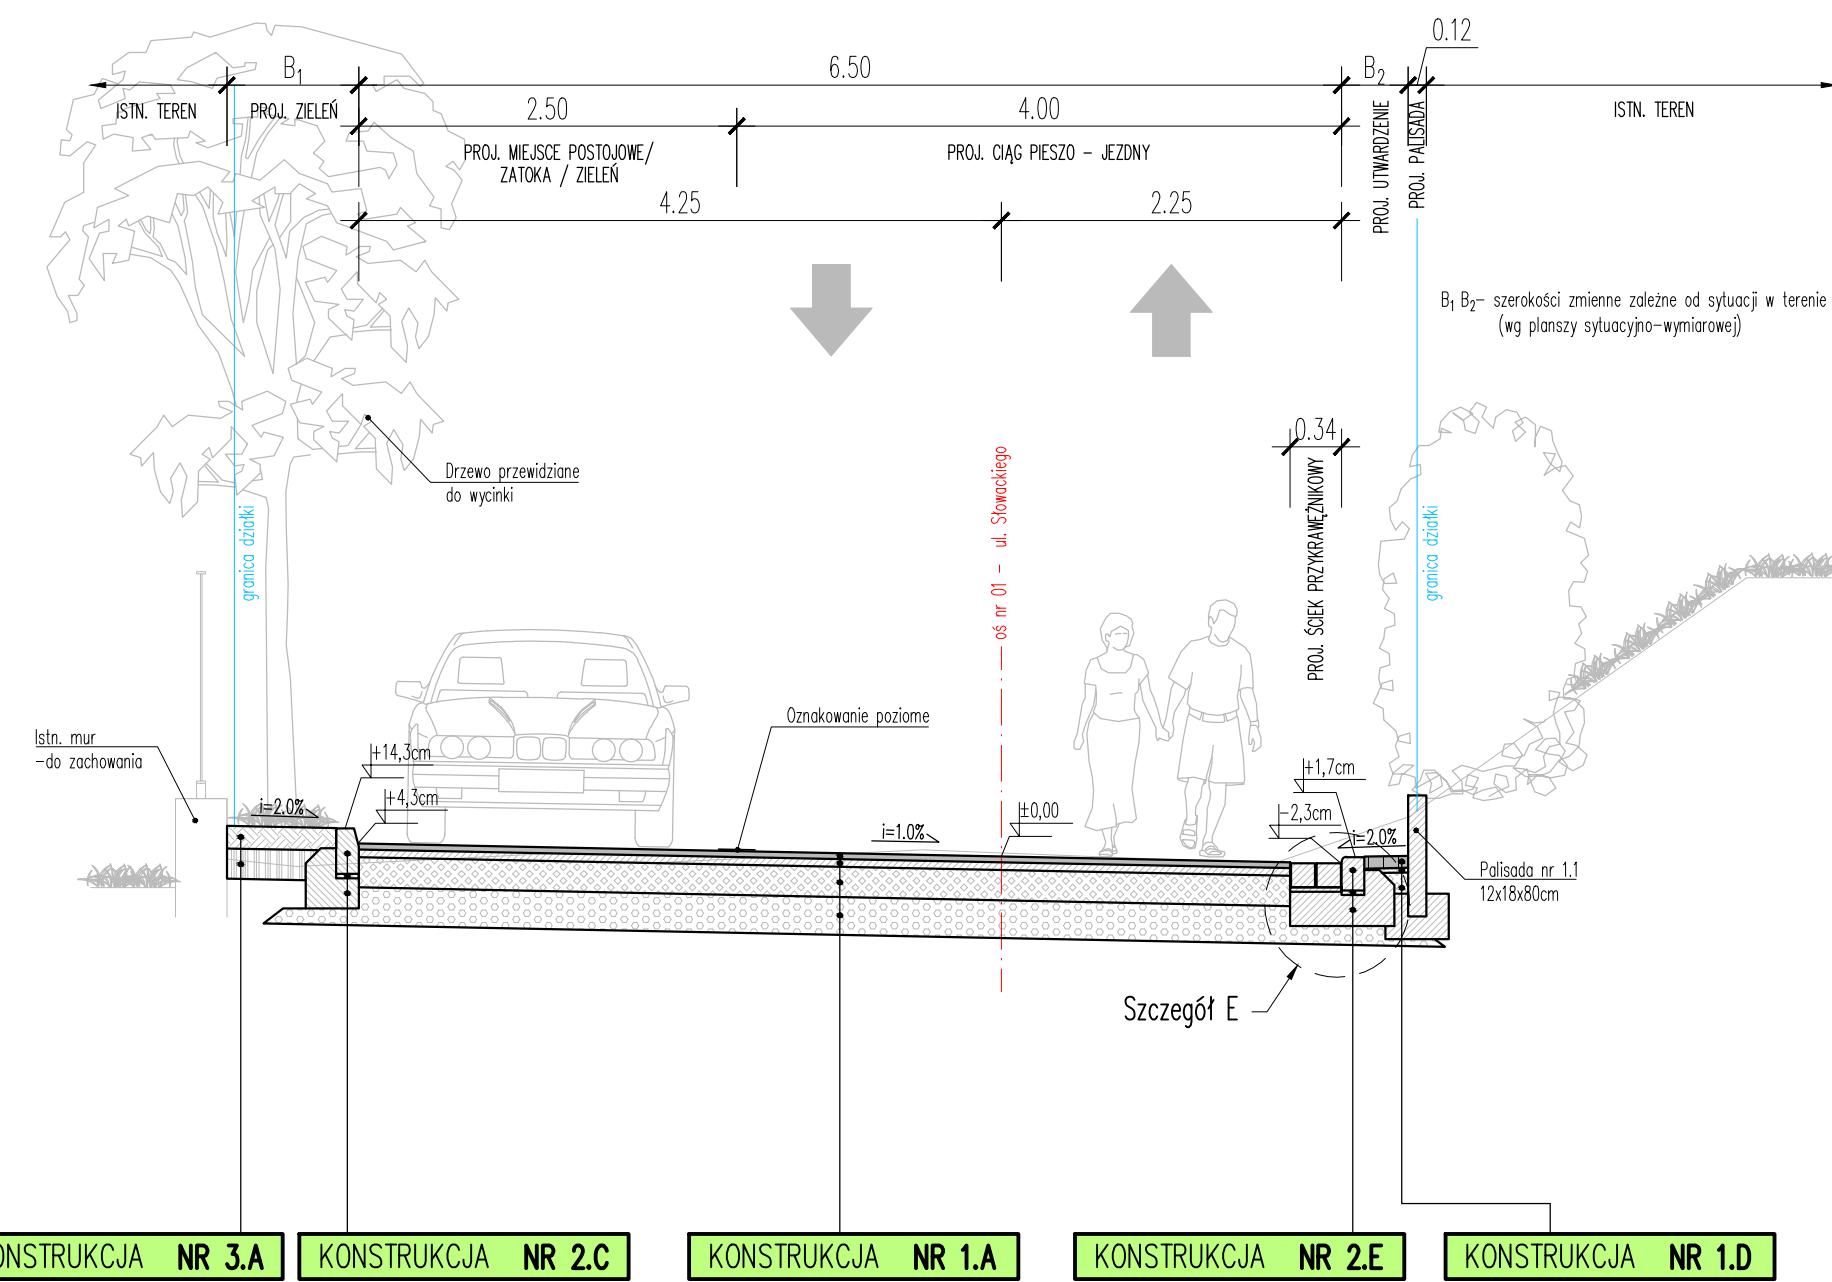 0.12
B₁
6.50
B₂
ISTN. TEREN
PROJ. ZIELEŃ
2.50
4.00
ISTN. TEREN
PROJ. MIEJSCE POSTOJOWE/
ZATOKA / ZIELEŃ
PROJ. CIĄG PIESZO - JEZDNY
PROJ. UTWARDZENIE
PROJ. PALISADA
4.25
2.25
B₁ B₂- szerokości zmienne zależne od sytuacji w terenie
(wg planszy sytuacyjno-wymiarowej)
0.34
PROJ. ŚCIEK PRZYKRAWĘŻNIKOWY
Drzewo przewidziane
do wycinki
granica działki
oś nr 01 - ul. Słowackiego
granica działki
Istn. mur
-do zachowania
Oznakowanie poziome
+14,3cm
+4,3cm
i=2.0%
i=1.0%
±0,00
+1,7cm
-2,3cm
i=2.0%
Palisada nr 1.1
12x18x80cm
Szczegół E
ONSTRUKCJA NR 3.A
KONSTRUKCJA NR 2.C
KONSTRUKCJA NR 1.A
KONSTRUKCJA NR 2.E
KONSTRUKCJA NR 1.D